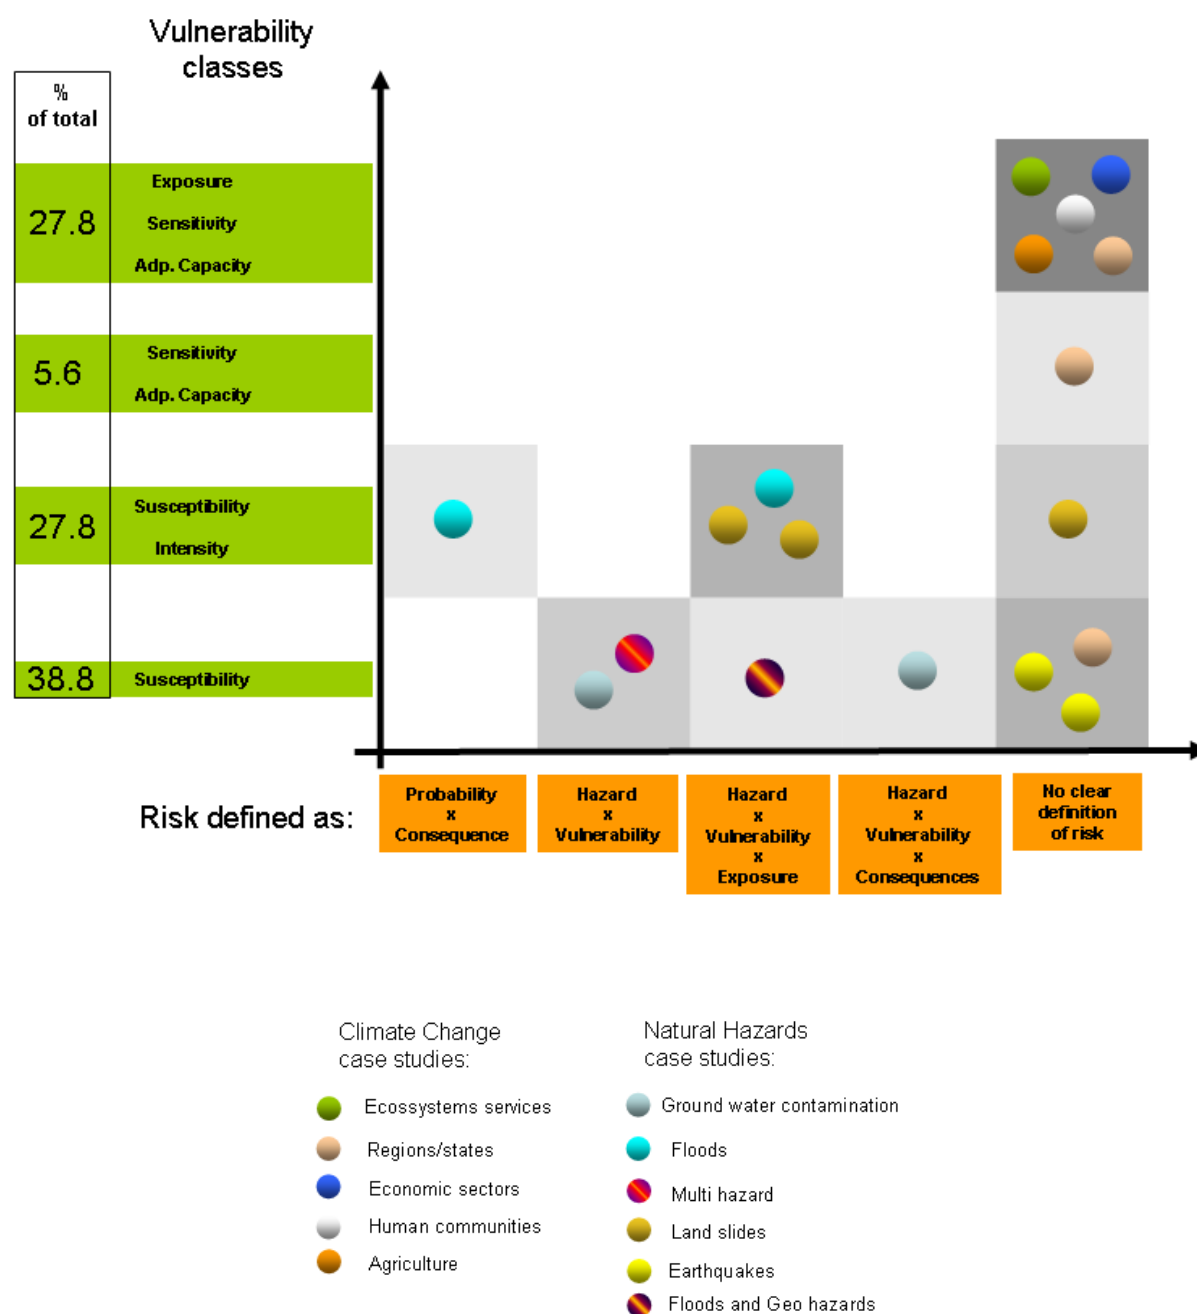 Vulnerability
classes
%
of total
27.8
Exposure
Sensitivity
Adp. Capacity
5.6
Sensitivity
Adp. Capacity
27.8
Susceptibility
Intensity
38.8
Susceptibility
Risk defined as:
Probability
x
Consequence
Hazard
x
Vulnerability
Hazard
x
Vulnerability
x
Exposure
Hazard
x
Vulnerability
x
Consequences
No clear
definition
of risk
Climate Change
case studies:
Ecossystems services
Regions/states
Economic sectors
Human communities
Agriculture
Natural Hazards
case studies:
Ground water contamination
Floods
Multi hazard
Land slides
Earthquakes
Floods and Geo hazards